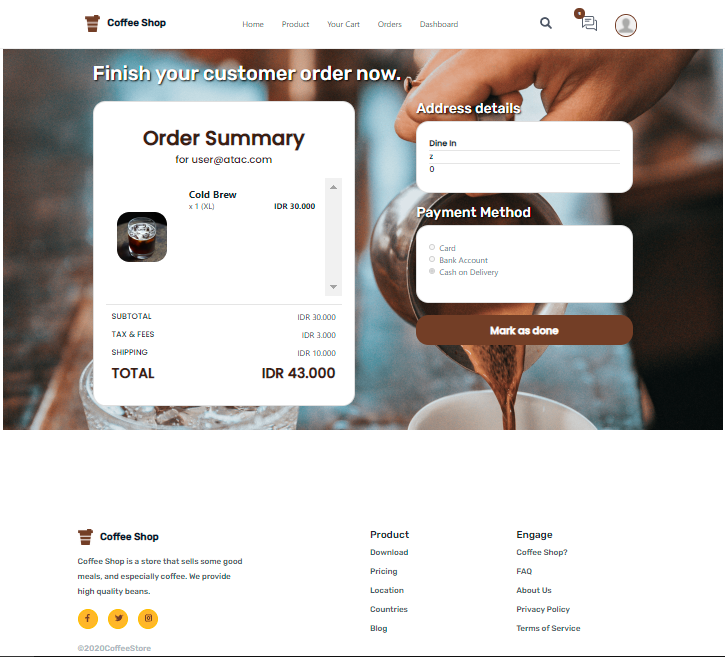 Coffee Shop
Home
Product
Your Cart
Orders
Dashboard
Finish your customer order now.
Order Summary
for user@atac.com
Cold Brew
x 1 (XL)
IDR 30.000
SUBTOTAL
IDR 30.000
TAX & FEES
IDR 3.000
SHIPPING
IDR 10.000
TOTAL
IDR 43.000
Address details
Dine In
z
0
Payment Method
Card
Bank Account
Cash on Delivery
Mark as done
Coffee Shop
Coffee Shop is a store that sells some good
meals, and especially coffee. We provide
high quality beans.
©2020CoffeeStore
Product
Download
Pricing
Location
Countries
Blog
Engage
Coffee Shop?
FAQ
About Us
Privacy Policy
Terms of Service